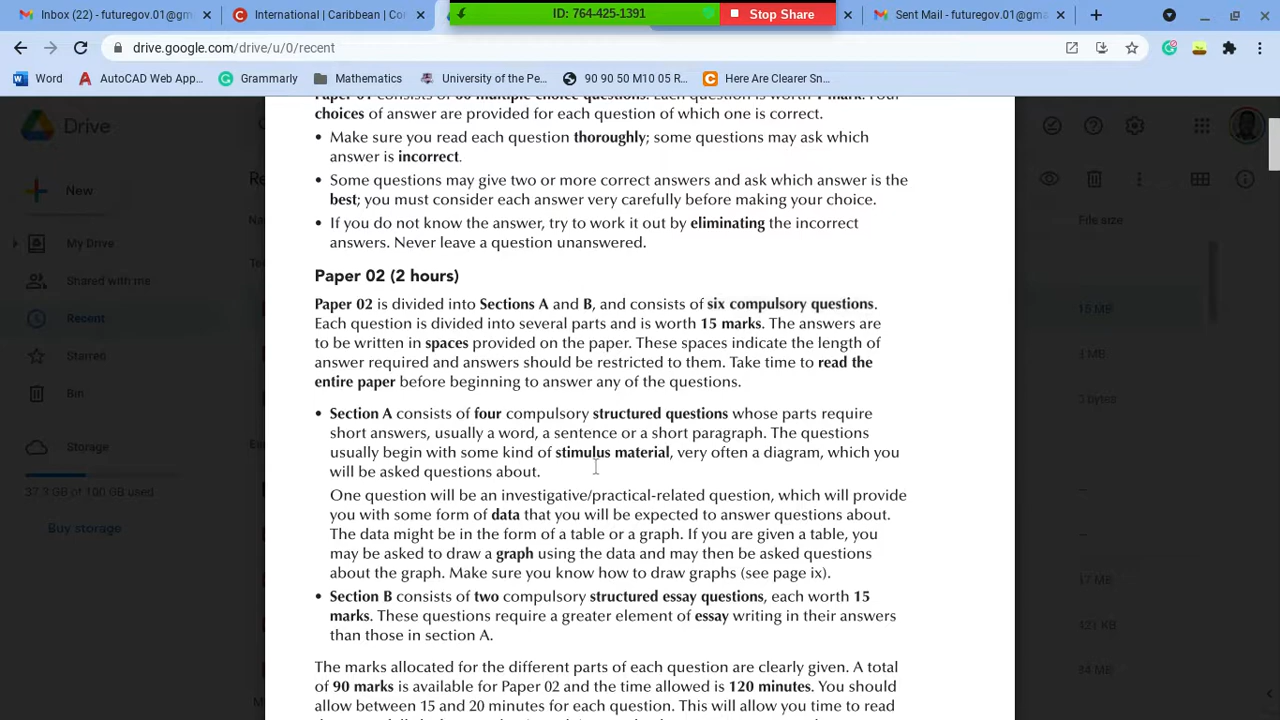 Inbox (22) - futuregov.01@gma
International | Caribbean | Co
ID: 764-425-1391
Stop Share
Sent Mail - futuregov.01@gma
drive.google.com/drive/u/0/recent
Word
AutoCAD Web App...
Grammarly
Mathematics
University of the Pe...
90 90 50 M10 05 R...
Here Are Clearer Sn...
Drive
New
My Drive
Shared with me
Recent
Starred
Bin
Storage
of 100 GB used
Buy storage
File size
choices of answer are provided for each question of which one is correct.
• Make sure you read each question thoroughly; some questions may ask which
answer is incorrect.
• Some questions may give two or more correct answers and ask which answer is the
best; you must consider each answer very carefully before making your choice.
• If you do not know the answer, try to work it out by eliminating the incorrect
answers. Never leave a question unanswered.
Paper 02 (2 hours)
Paper 02 is divided into Sections A and B, and consists of six compulsory questions.
Each question is divided into several parts and is worth 15 marks. The answers are
to be written in spaces provided on the paper. These spaces indicate the length of
answer required and answers should be restricted to them. Take time to read the
entire paper before beginning to answer any of the questions.
• Section A consists of four compulsory structured questions whose parts require
short answers, usually a word, a sentence or a short paragraph. The questions
usually begin with some kind of stimulus material, very often a diagram, which you
will be asked questions about.
One question will be an investigative/practical-related question, which will provide
you with some form of data that you will be expected to answer questions about.
The data might be in the form of a table or a graph. If you are given a table, you
may be asked to draw a graph using the data and may then be asked questions
about the graph. Make sure you know how to draw graphs (see page ix).
• Section B consists of two compulsory structured essay questions, each worth 15
marks. These questions require a greater element of essay writing in their answers
than those in section A.
The marks allocated for the different parts of each question are clearly given. A total
of 90 marks is available for Paper 02 and the time allowed is 120 minutes. You should
allow between 15 and 20 minutes for each question. This will allow you time to read